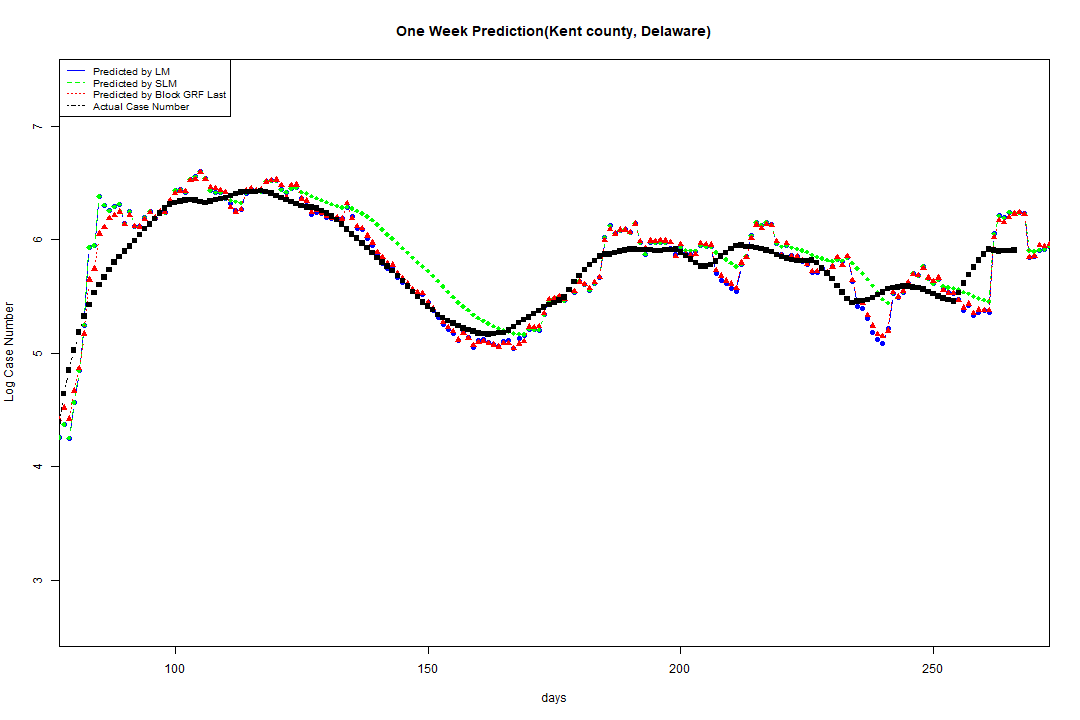 One Week Prediction(Kent county, Delaware)
Predicted by LM
Predicted by SLM
Predicted by Block GRF Last
Actual Case Number
7
6
5
4
3
Log Case Number
100 150 200 250
days